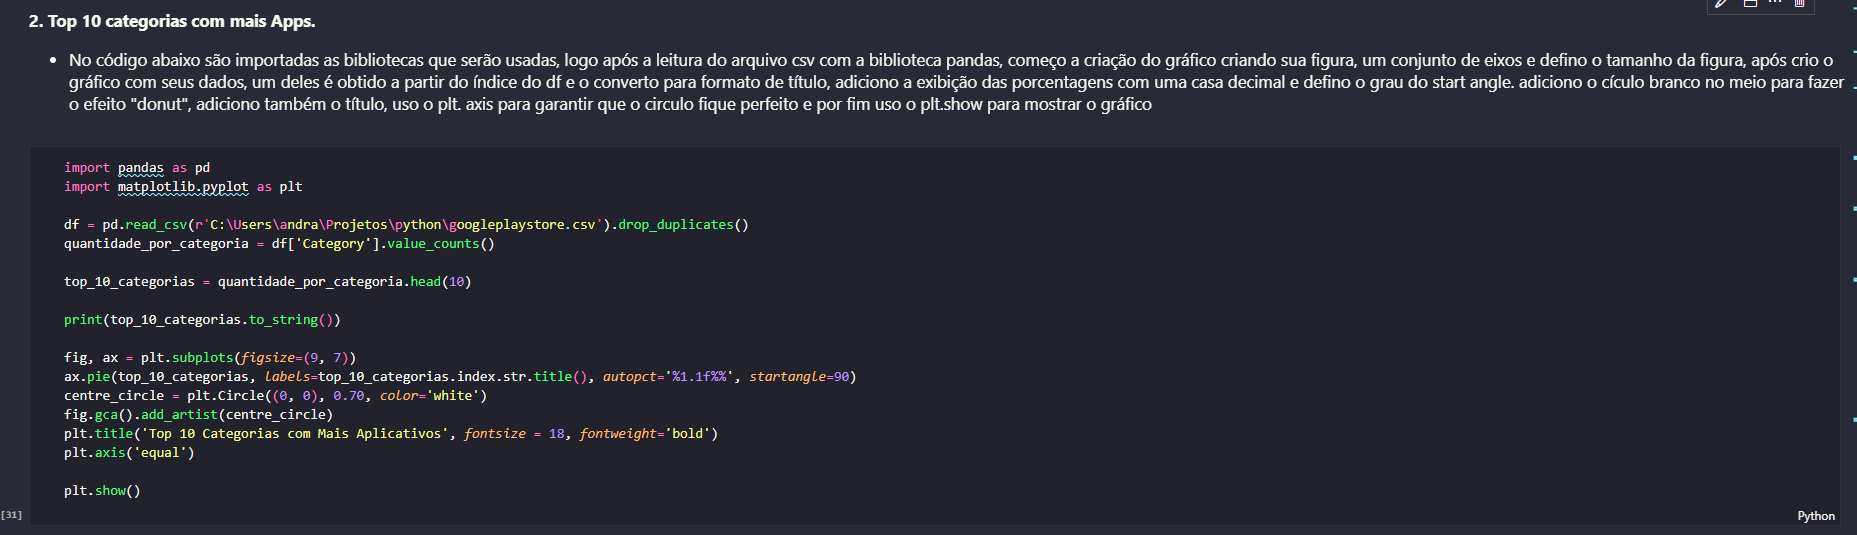 2. Top 10 categorias com mais Apps.
• No código abaixo são importadas as bibliotecas que serão usadas, logo após a leitura do arquivo csv com a biblioteca pandas, começo a criação do gráfico criando sua figura, um conjunto de eixos e defino o tamanho da figura, após crio o
gráfico com seus dados, um deles é obtido a partir do índice do df e o converto para formato de título, adiciono a exibição das porcentagens com uma casa decimal e defino o grau do start angle. adiciono o cículo branco no meio para fazer
o efeito "donut", adiciono também o título, uso o plt. axis para garantir que o circulo fique perfeito e por fim uso o plt.show para mostrar o gráfico
import pandas as pd
import matplotlib.pyplot as plt
df = pd.read_csv(r'C:\Users\andra\Projetos\python\googleplaystore.csv').drop_duplicates()
quantidade_por_categoria = df['Category'].value_counts()
top_10_categorias = quantidade_por_categoria.head(10)
print(top_10_categorias.to_string())
fig, ax = plt.subplots(figsize=(9, 7))
ax.pie(top_10_categorias, labels=top_10_categorias.index.str.title(), autopct='%1.1f%%', startangle=90)
centre_circle = plt.Circle((0, 0), 0.70, color='white')
fig.gca().add_artist(centre_circle)
plt.title('Top 10 Categorias com Mais Aplicativos', fontsize = 18, fontweight='bold')
plt.axis('equal')
plt.show()
[31]
Python